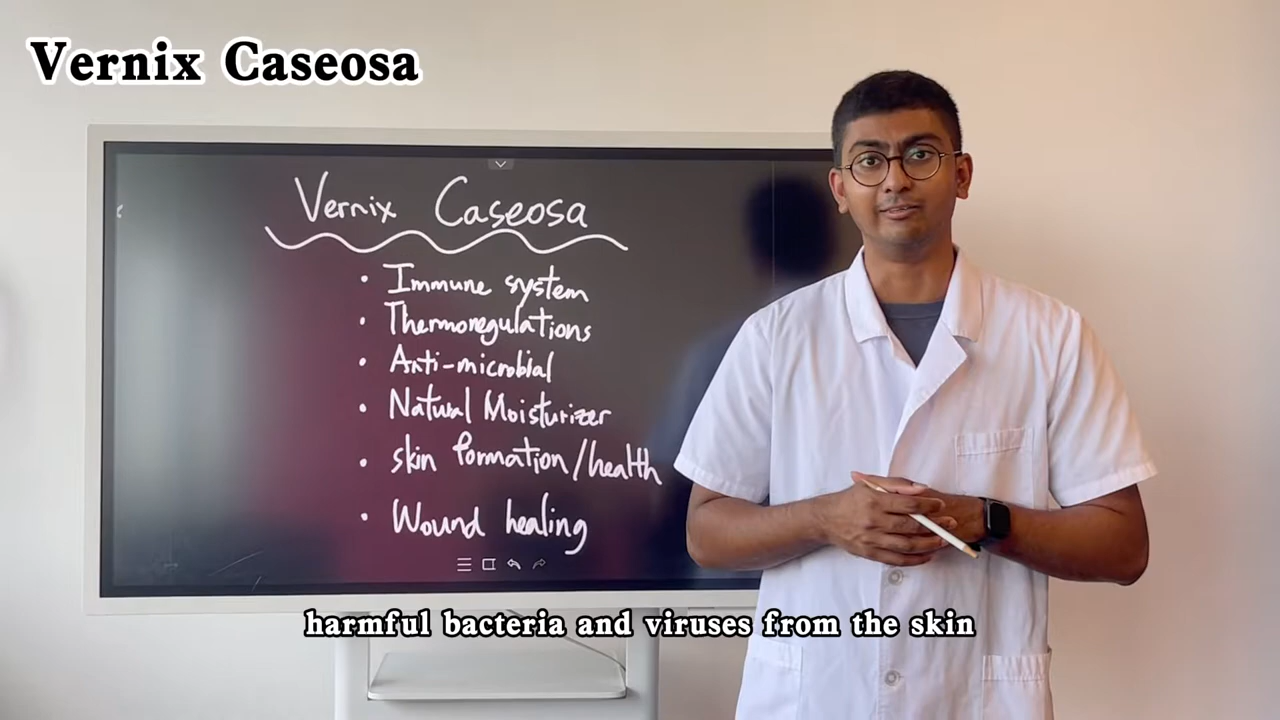 Vernix Caseosa
Vernix Caseosa
• Immune system
• Thermoregulations
• Anti-microbial
• Natural Moisturizer
• skin formation/health
• Wound healing
harmful bacteria and viruses from the skin